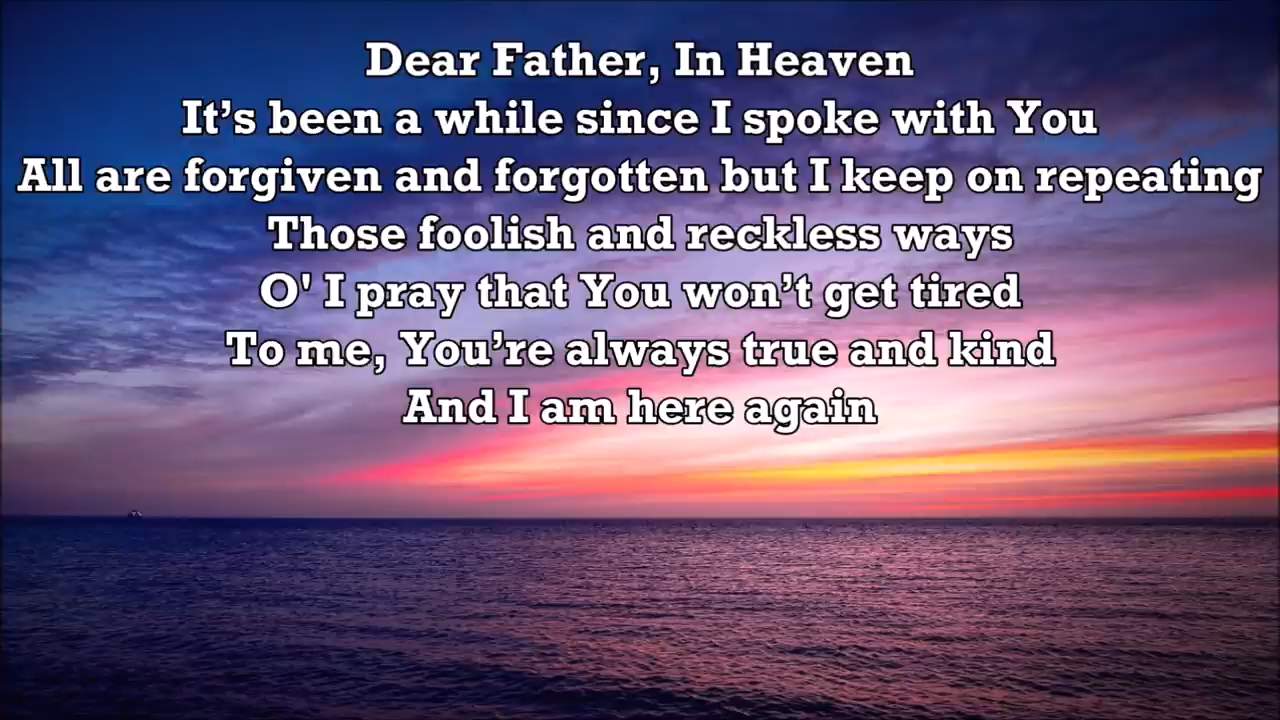 Dear Father, In Heaven
It’s been a while since I spoke with You
All are forgiven and forgotten but I keep on repeating
Those foolish and reckless ways
O' I pray that You won’t get tired
To me, You’re always true and kind
And I am here again